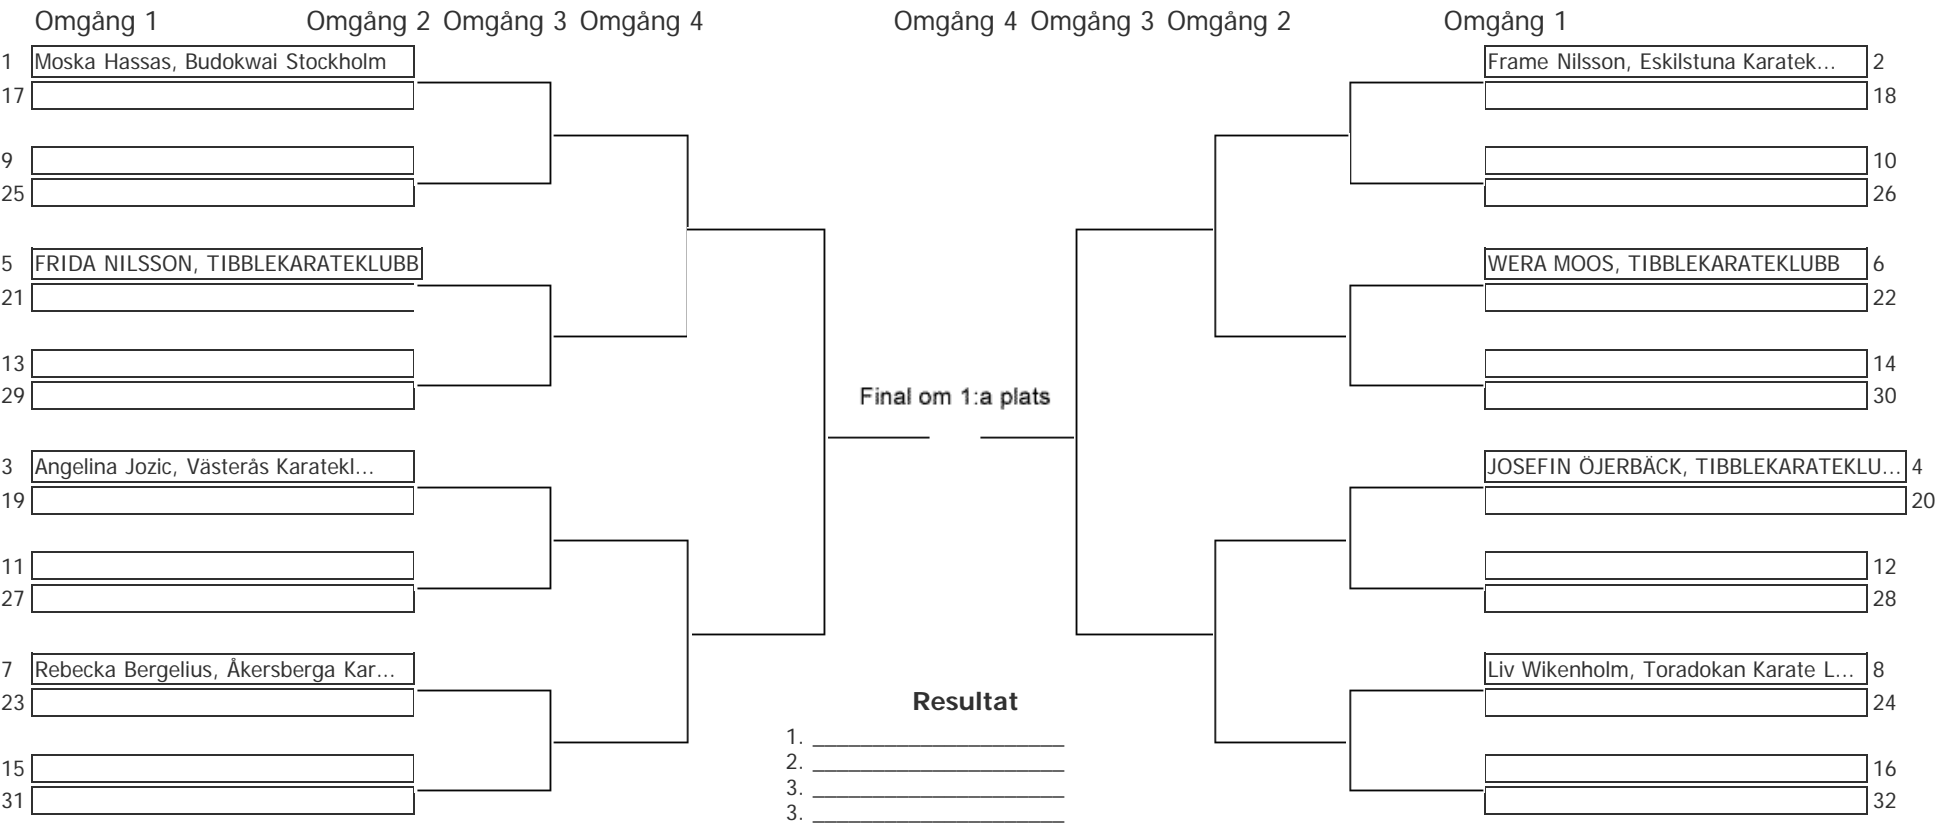 Omgång 1 Omgång 2 Omgång 3 Omgång 4 Omgång 4 Omgång 3 Omgång 2 Omgång 1
1 Moska Hassas, Budokwai Stockholm Frame Nilsson, Eskilstuna Karatek... 2
17 18
9 10
25 26
5 FRIDA NILSSON, TIBBLEKARATEKLUBB WERA MOOS, TIBBLEKARATEKLUBB 6
21 22
13 14
29 30
Final om 1:a plats
3 Angelina Jozic, Västerås Karatekl... JOSEFIN ÖJERBÄCK, TIBBLEKARATEKLU... 4
19 20
11 12
27 28
7 Rebecka Bergelius, Åkersberga Kar... Liv Wikenholm, Toradokan Karate L... 8
23 24
Resultat
1. _____________________
2. _____________________
15 16
3. _____________________
31 32
3. _____________________